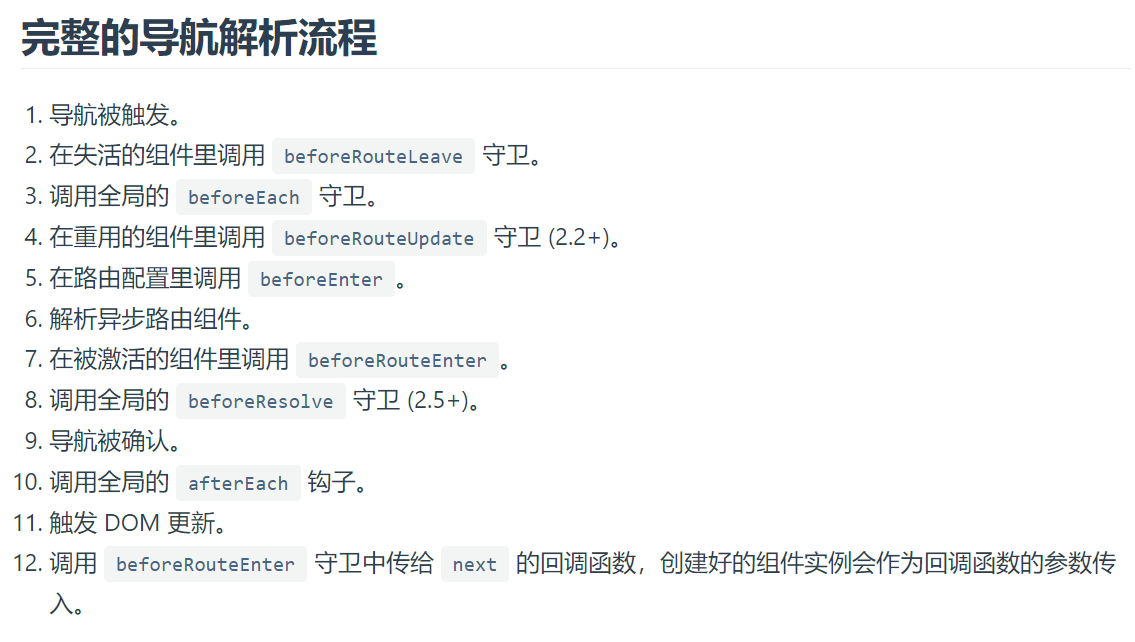 完整的导航解析流程
1. 导航被触发。
2. 在失活的组件里调用 beforeRouteLeave 守卫。
3. 调用全局的 beforeEach 守卫。
4. 在重用的组件里调用 beforeRouteUpdate 守卫 (2.2+)。
5. 在路由配置里调用 beforeEnter 。
6. 解析异步路由组件。
7. 在被激活的组件里调用 beforeRouteEnter 。
8. 调用全局的 beforeResolve 守卫 (2.5+)。
9. 导航被确认。
10. 调用全局的 afterEach 钩子。
11. 触发 DOM 更新。
12. 调用 beforeRouteEnter 守卫中传给 next 的回调函数，创建好的组件实例会作为回调函数的参数传
入。